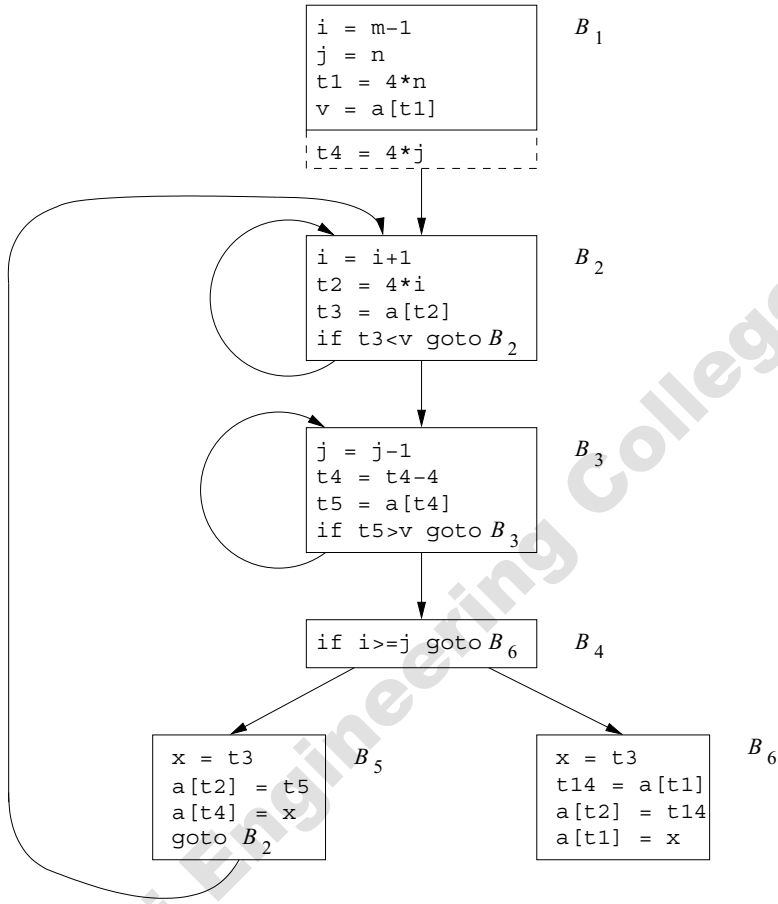 i = m-1
j = n
t1 = 4*n
v = a[t1]
B1
t4 = 4*j
i = i+1
t2 = 4*i
t3 = a[t2]
if t3<v goto B2
B2
j = j-1
t4 = t4-4
t5 = a[t4]
if t5>v goto B3
B3
if i>=j goto B6
B4
x = t3
a[t2] = t5
a[t4] = x
goto B2
B5
x = t3
t14 = a[t1]
a[t2] = t14
a[t1] = x
B6
Engineering College